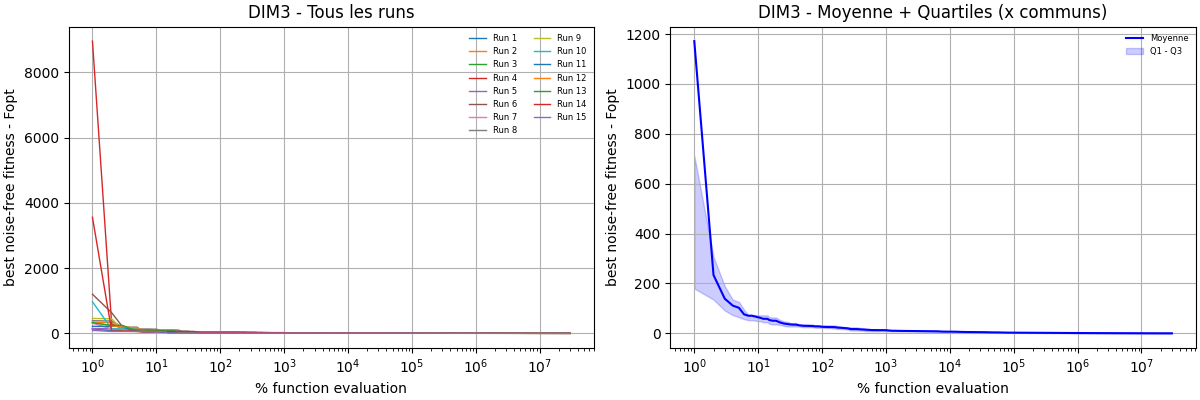 DIM3 - Tous les runs
best noise-free fitness - Fopt
8000
6000
4000
2000
0
Run 1
Run 2
Run 3
Run 4
Run 5
Run 6
Run 7
Run 8
Run 9
Run 10
Run 11
Run 12
Run 13
Run 14
Run 15
10⁰ 10¹ 10² 10³ 10⁴ 10⁵ 10⁶ 10⁷
% function evaluation
DIM3 - Moyenne + Quartiles (x communs)
best noise-free fitness - Fopt
1200
1000
800
600
400
200
0
Moyenne
Q1 - Q3
10⁰ 10¹ 10² 10³ 10⁴ 10⁵ 10⁶ 10⁷
% function evaluation